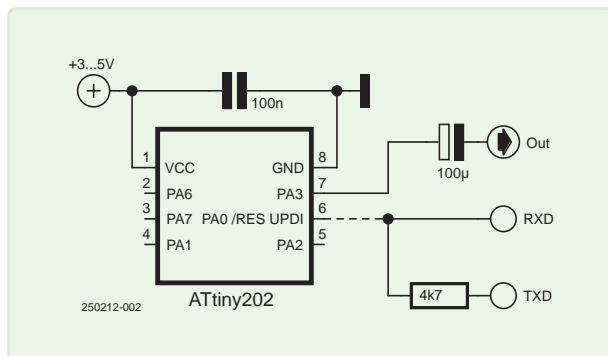 +3...5V
100n
1 VCC GND 8
2 PA6 PA3 7
3 PA7 PA0 /RES UPDI 6
4 PA1 PA2 5
100µ
Out
RXD
4k7
TXD
250212-002
ATtiny202